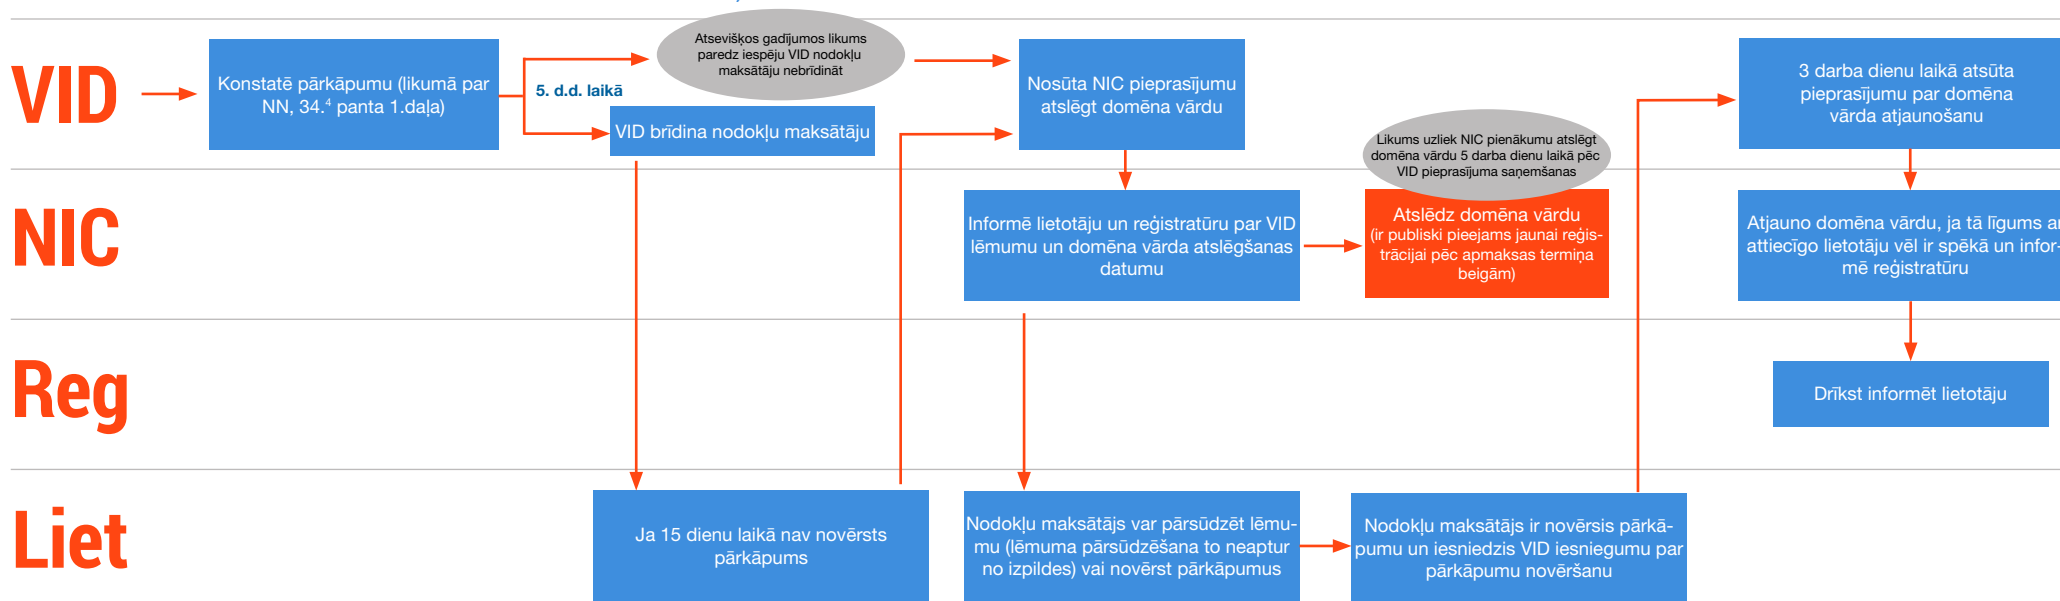 VID
Konstatē pārkāpumu (likumā par
NN, 34.⁴ panta 1.daļa)
5. d.d. laikā
Atsevišķos gadījumos likums
paredz iespēju VID nodokļu
maksātāju nebrīdināt
VID brīdina nodokļu maksātāju
Nosūta NIC pieprasījumu
atslēgt domēna vārdu
3 darba dienu laikā atsūta
pieprasījumu par domēna
vārda atjaunošanu
Likums uzliek NIC pienākumu atslēgt
domēna vārdu 5 darba dienu laikā pēc
VID pieprasījuma saņemšanas
NIC
Informē lietotāju un reģistratūru par VID
lēmumu un domēna vārda atslēgšanas
datumu
Atslēdz domēna vārdu
(ir publiski pieejams jaunai reģis-
trācijai pēc apmaksas termiņa
beigām)
Atjauno domēna vārdu, ja tā līgums ar
attiecīgo lietotāju vēl ir spēkā un infor-
mē reģistratūru
Reg
Drīkst informēt lietotāju
Liet
Ja 15 dienu laikā nav novērsts
pārkāpums
Nodokļu maksātājs var pārsūdzēt lēmu-
mu (lēmuma pārsūdzēšana to neaptur
no izpildes) vai novērst pārkāpumus
Nodokļu maksātājs ir novērsis pārkā-
pumu un iesniedzis VID iesniegumu par
pārkāpumu novēršanu